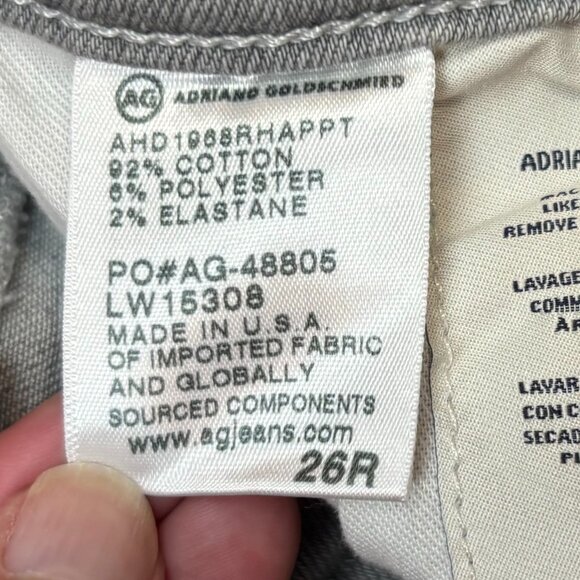 AG ADRIANO GOLDSCHMIED
AHD1968RHAPPT
92% COTTON
6% POLYESTER
2% ELASTANE
PO#AG-48805
LW15308
MADE IN U.S.A.
OF IMPORTED FABRIC
AND GLOBALLY
SOURCED COMPONENTS
www.agjeans.com
26R
ADRIA
LIKE
REMOVE
LAVAGE
COMM
À F
LAVAR
CON C
SECAD
PL